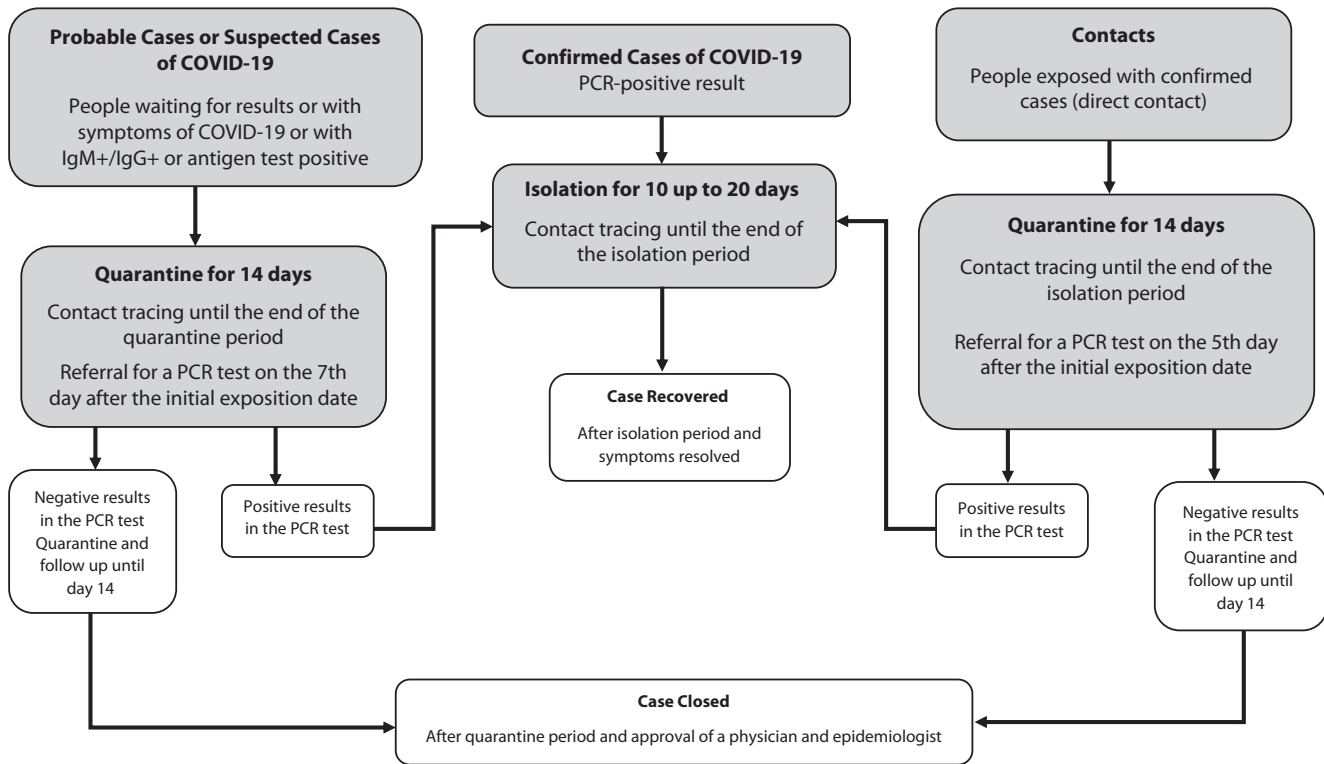 Probable Cases or Suspected Cases
of COVID-19
People waiting for results or with
symptoms of COVID-19 or with
IgM+/IgG+ or antigen test positive
Confirmed Cases of COVID-19
PCR-positive result
Contacts
People exposed with confirmed
cases (direct contact)
Quarantine for 14 days
Contact tracing until the end of the
quarantine period
Referral for a PCR test on the 7th
day after the initial exposition date
Isolation for 10 up to 20 days
Contact tracing until the end of
the isolation period
Quarantine for 14 days
Contact tracing until the end of the
isolation period
Referral for a PCR test on the 5th day
after the initial exposition date
Negative results
in the PCR test
Quarantine and
follow up until
day 14
Positive results
in the PCR test
Case Recovered
After isolation period and
symptoms resolved
Positive results
in the PCR test
Negative results
in the PCR test
Quarantine and
follow up until
day 14
Case Closed
After quarantine period and approval of a physician and epidemiologist